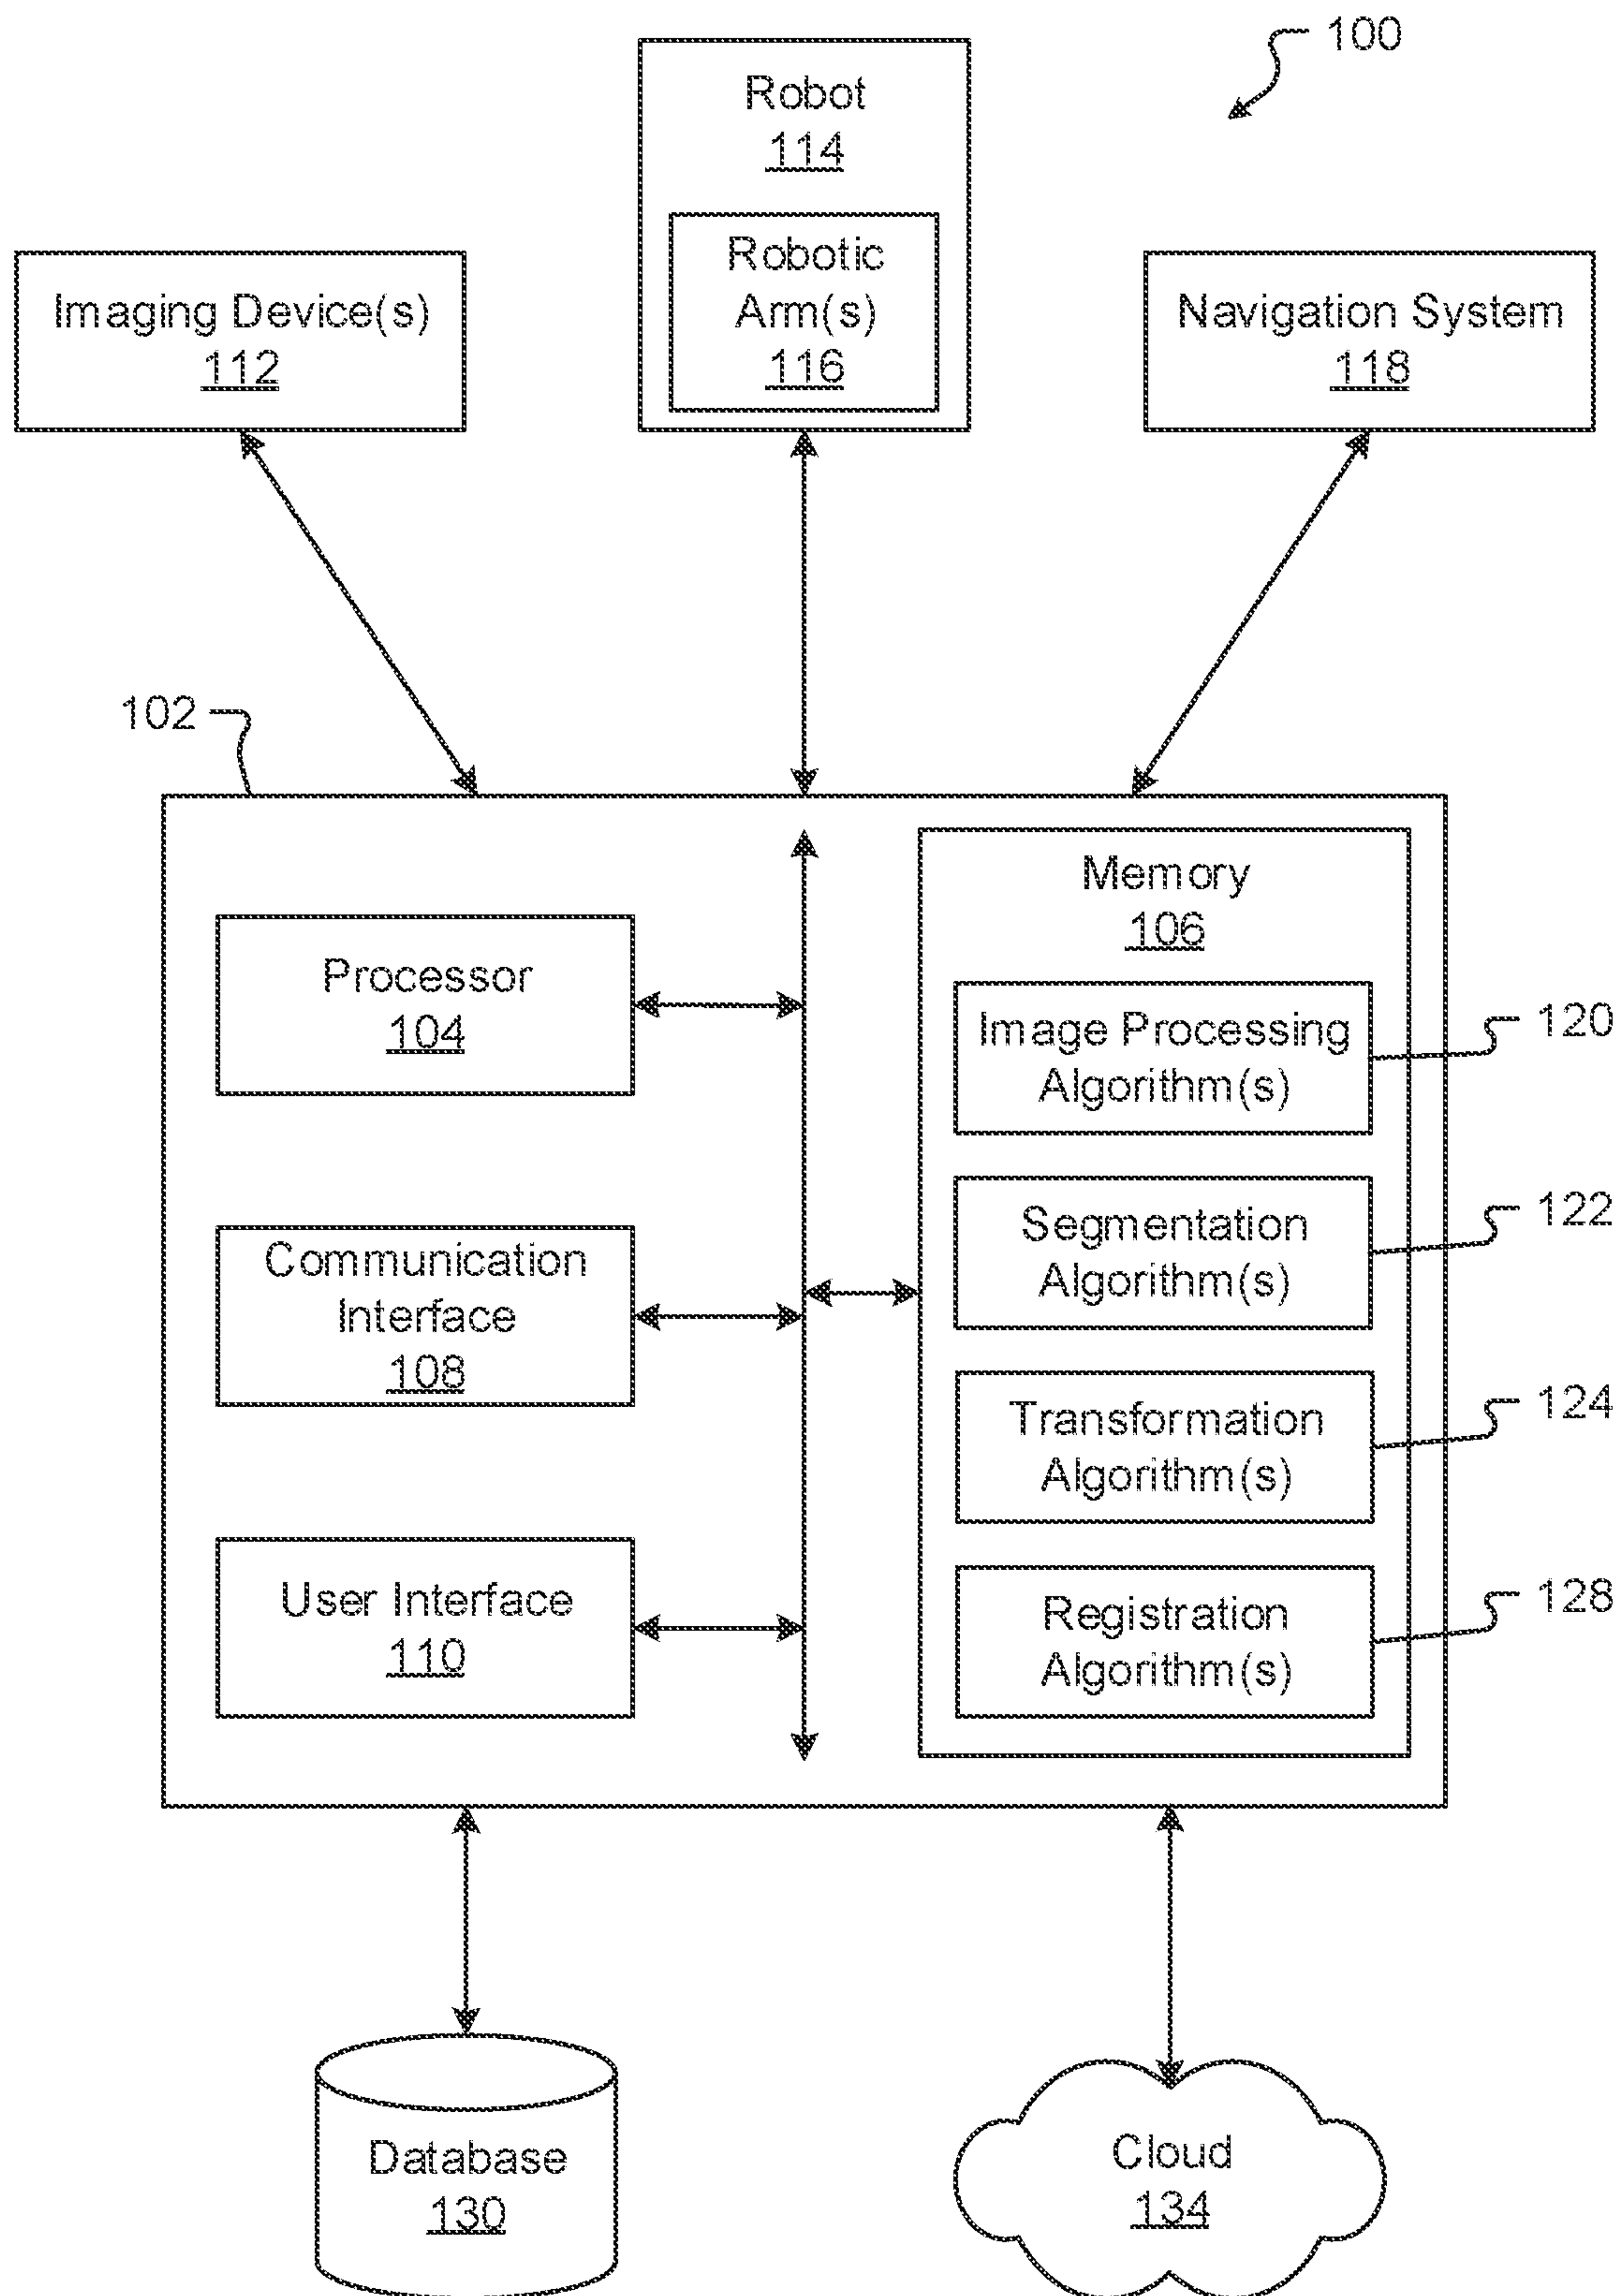 100
Robot
114
Robotic
Arm(s)
116
Imaging Device(s)
112
Navigation System
118
102
Memory
106
Processor
104
Image Processing
Algorithm(s)
120
Segmentation
Algorithm(s)
122
Communication
Interface
108
Transformation
Algorithm(s)
124
User Interface
110
Registration
Algorithm(s)
128
Database
130
Cloud
134